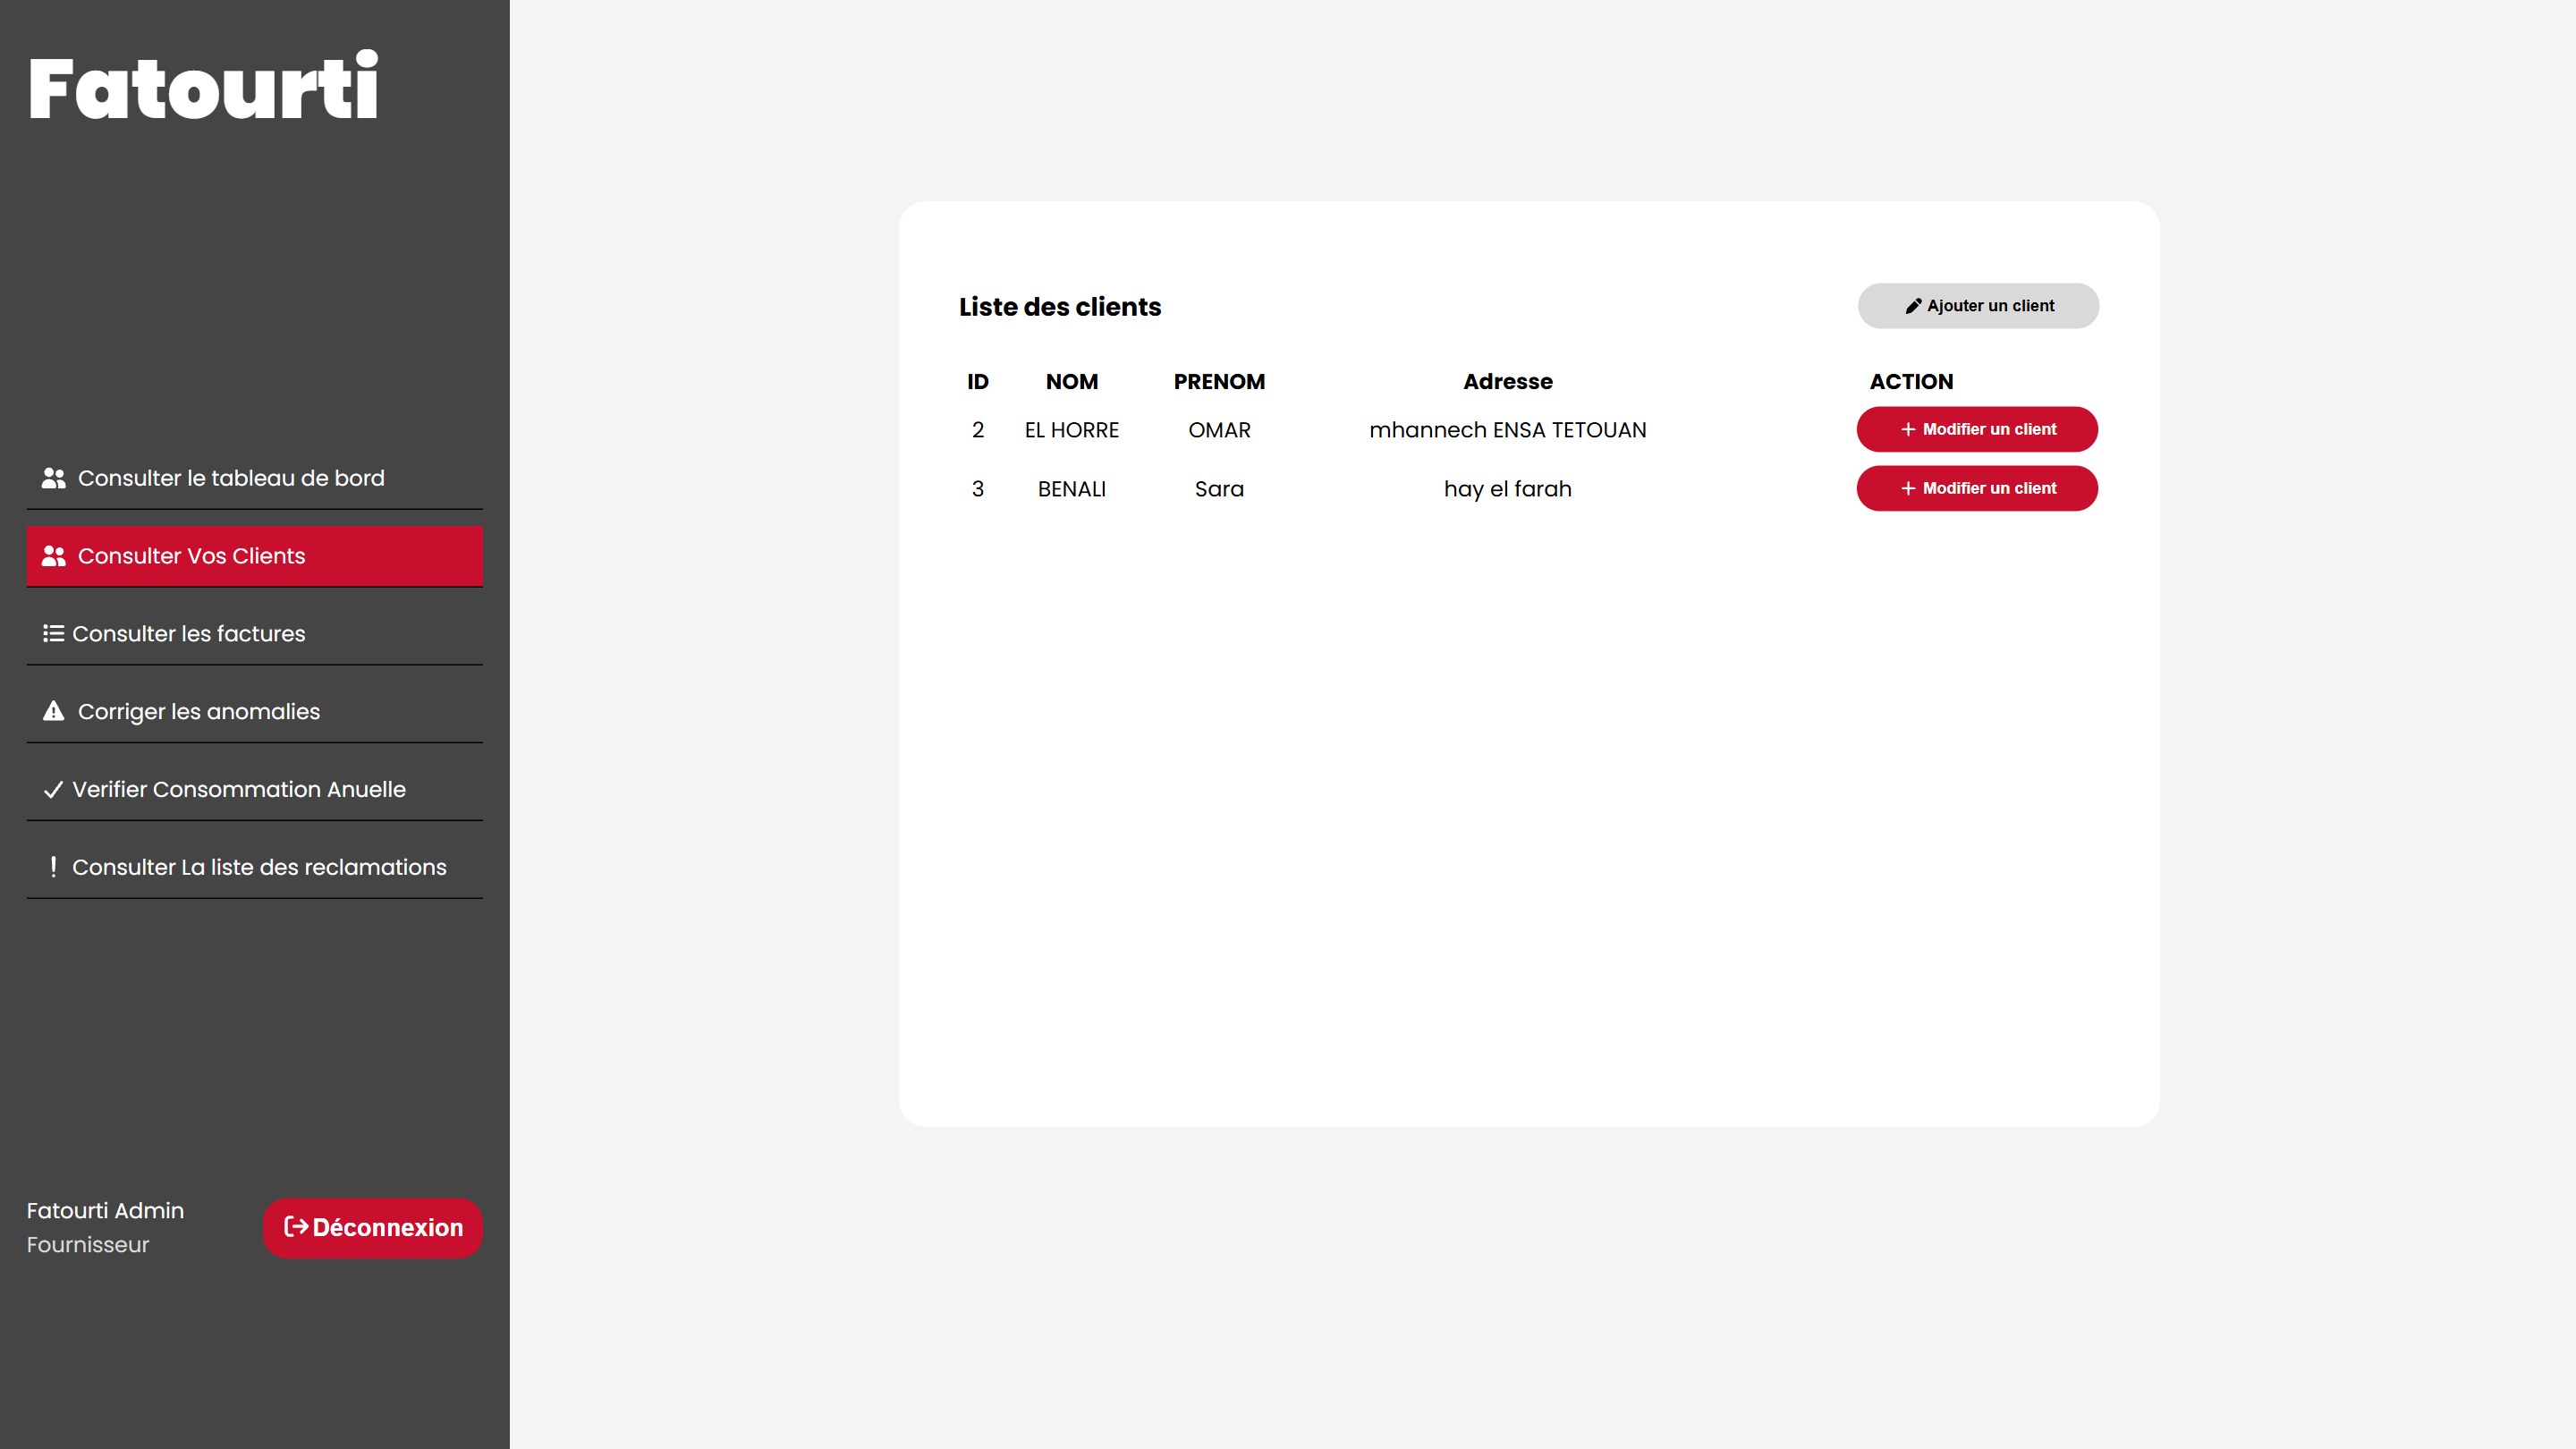 Fatourti
Consulter le tableau de bord
Consulter Vos Clients
Consulter les factures
Corriger les anomalies
Verifier Consommation Anuelle
Consulter La liste des reclamations
Fatourti Admin
Fournisseur
Déconnexion
Liste des clients
Ajouter un client
ID NOM PRENOM Adresse ACTION
2 EL HORRE OMAR mhannech ENSA TETOUAN Modifier un client
3 BENALI Sara hay el farah Modifier un client